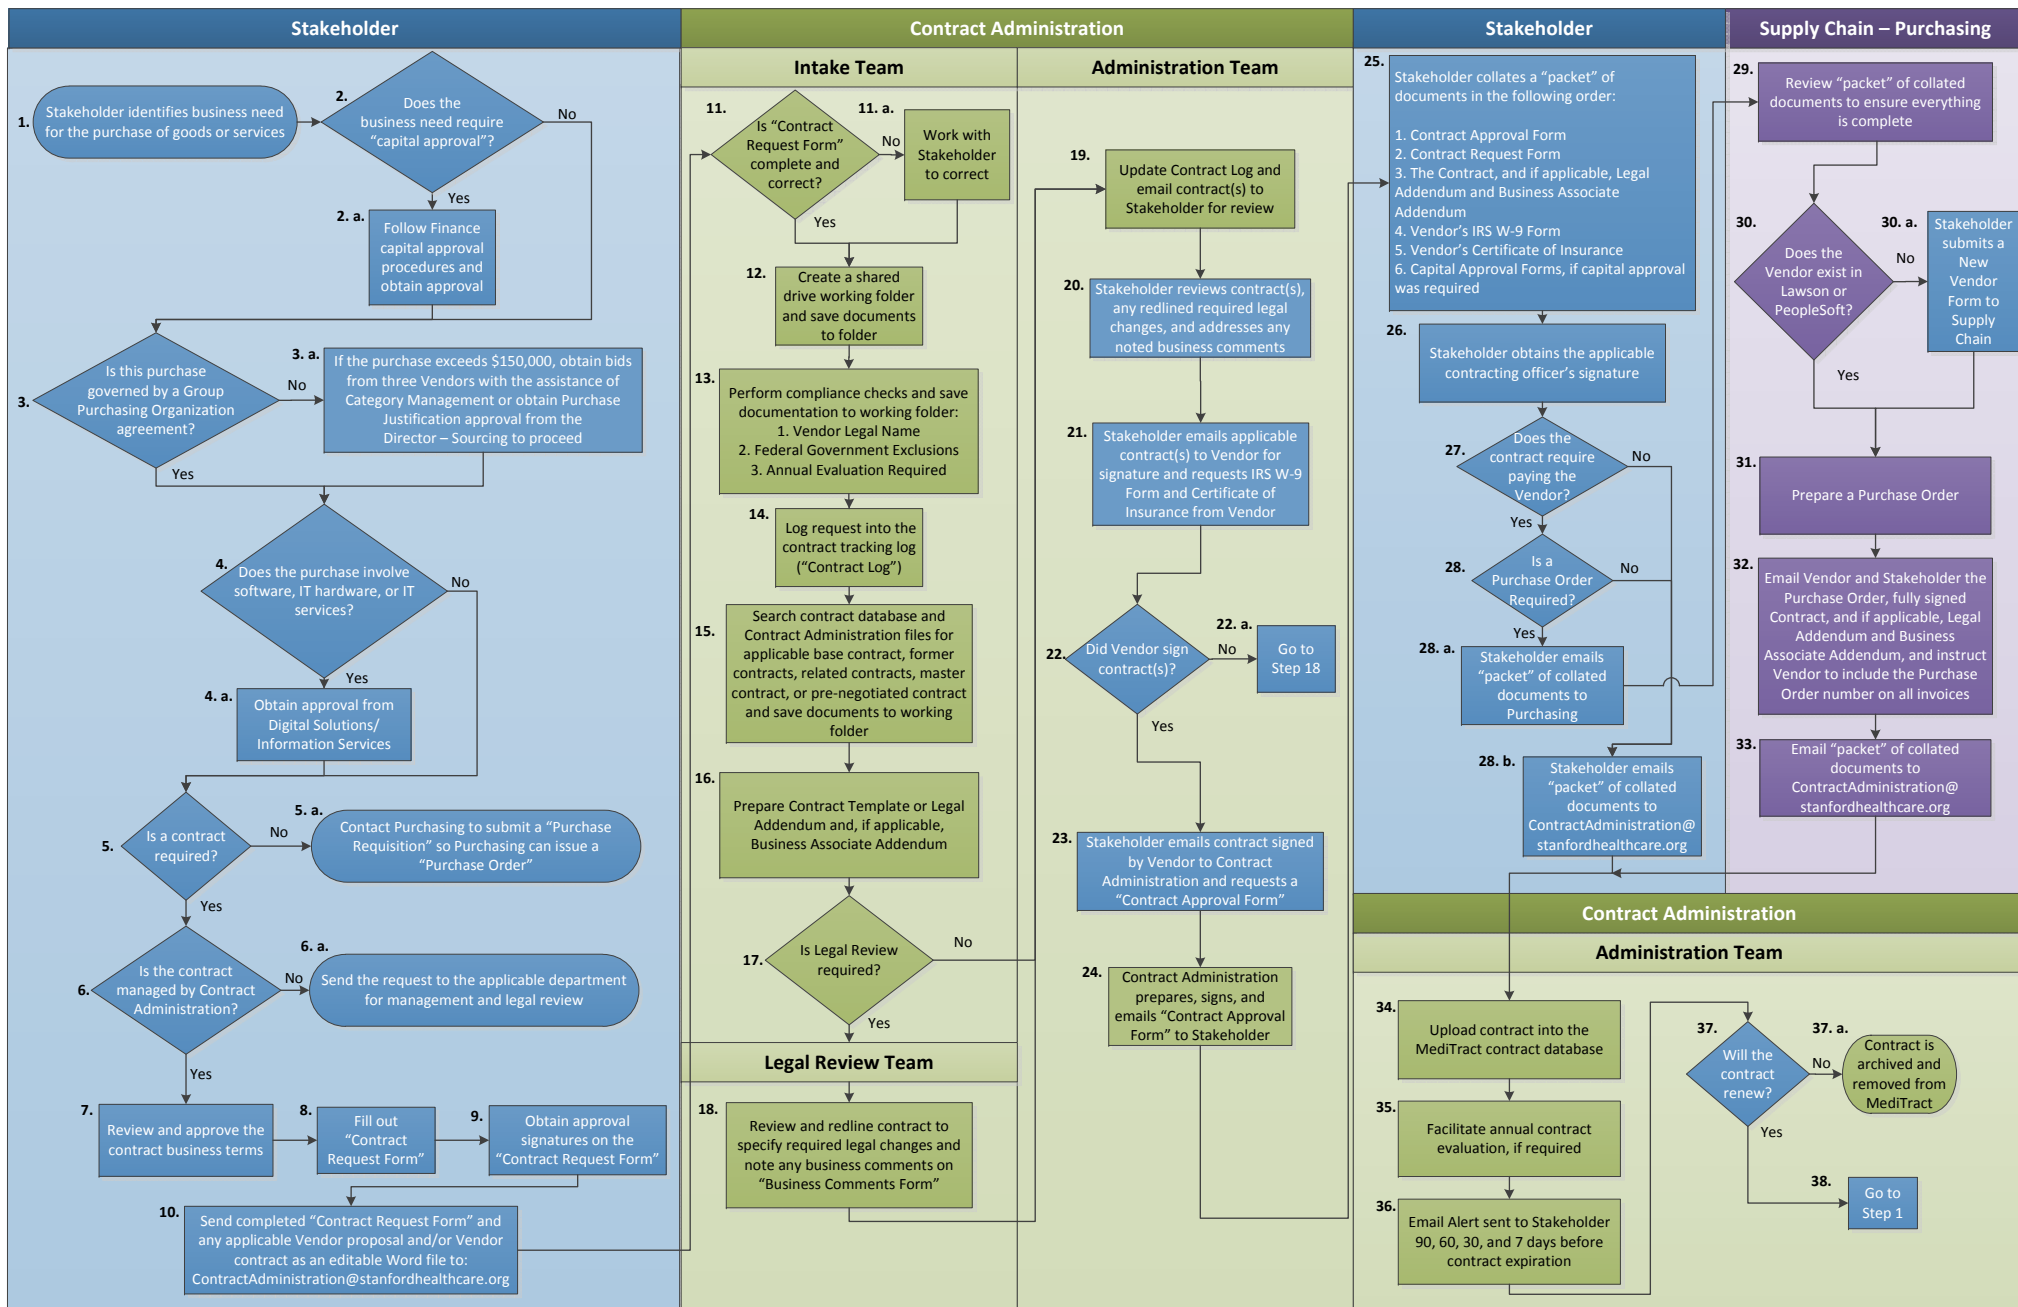 Stakeholder
1.
Stakeholder identifies business need
for the purchase of goods or services
2.
Does the
business need require
“capital approval”?
No
Yes
2. a.
Follow Finance
capital approval
procedures and
obtain approval
3.
Is this purchase
governed by a Group
Purchasing Organization
agreement?
No
Yes
3. a.
If the purchase exceeds $150,000, obtain bids
from three Vendors with the assistance of
Category Management or obtain Purchase
Justification approval from the
Director – Sourcing to proceed
4.
Does the purchase involve
software, IT hardware, or IT
services?
No
Yes
4. a.
Obtain approval from
Digital Solutions/
Information Services
5.
Is a contract
required?
No
Yes
5. a.
Contact Purchasing to submit a “Purchase
Requisition” so Purchasing can issue a
“Purchase Order”
6.
Is the contract
managed by Contract
Administration?
No
Yes
6. a.
Send the request to the applicable department
for management and legal review
7.
Review and approve the
contract business terms
8.
Fill out
“Contract
Request Form”
9.
Obtain approval
signatures on the
“Contract Request Form”
10.
Send completed “Contract Request Form” and
any applicable Vendor proposal and/or Vendor
contract as an editable Word file to:
ContractAdministration@stanfordhealthcare.org
Contract Administration
Intake Team
11.
Is “Contract
Request Form”
complete and
correct?
No
Yes
11. a.
Work with
Stakeholder
to correct
12.
Create a shared
drive working folder
and save documents
to folder
13.
Perform compliance checks and save
documentation to working folder:
1. Vendor Legal Name
2. Federal Government Exclusions
3. Annual Evaluation Required
14.
Log request into the
contract tracking log
(“Contract Log”)
15.
Search contract database and
Contract Administration files for
applicable base contract, former
contracts, related contracts, master
contract, or pre-negotiated contract
and save documents to working
folder
16.
Prepare Contract Template or Legal
Addendum and, if applicable,
Business Associate Addendum
17.
Is Legal Review
required?
No
Yes
Legal Review Team
18.
Review and redline contract to
specify required legal changes and
note any business comments on
“Business Comments Form”
Administration Team
19.
Update Contract Log and
email contract(s) to
Stakeholder for review
20.
Stakeholder reviews contract(s),
any redlined required legal
changes, and addresses any
noted business comments
21.
Stakeholder emails applicable
contract(s) to Vendor for
signature and requests IRS W-9
Form and Certificate of
Insurance from Vendor
22.
Did Vendor sign
contract(s)?
No
Yes
22. a.
Go to
Step 18
23.
Stakeholder emails contract signed
by Vendor to Contract
Administration and requests a
“Contract Approval Form”
24.
Contract Administration
prepares, signs, and
emails “Contract Approval
Form” to Stakeholder
Stakeholder
25.
Stakeholder collates a “packet” of
documents in the following order:
1. Contract Approval Form
2. Contract Request Form
3. The Contract, and if applicable, Legal
Addendum and Business Associate
Addendum
4. Vendor’s IRS W-9 Form
5. Vendor’s Certificate of Insurance
6. Capital Approval Forms, if capital approval
was required
26.
Stakeholder obtains the applicable
contracting officer’s signature
27.
Does the
contract require
paying the
Vendor?
No
Yes
28.
Is a
Purchase Order
Required?
No
Yes
28. a.
Stakeholder emails
“packet” of collated
documents to
Purchasing
28. b.
Stakeholder emails
“packet” of collated
documents to
ContractAdministration@
stanfordhealthcare.org
Supply Chain – Purchasing
29.
Review “packet” of collated
documents to ensure everything
is complete
30.
Does the
Vendor exist in
Lawson or
PeopleSoft?
No
Yes
30. a.
Stakeholder
submits a
New
Vendor
Form to
Supply
Chain
31.
Prepare a Purchase Order
32.
Email Vendor and Stakeholder the
Purchase Order, fully signed
Contract, and if applicable, Legal
Addendum and Business
Associate Addendum, and instruct
Vendor to include the Purchase
Order number on all invoices
33.
Email “packet” of collated
documents to
ContractAdministration@
stanfordhealthcare.org
Contract Administration
Administration Team
34.
Upload contract into the
MediTract contract database
35.
Facilitate annual contract
evaluation, if required
36.
Email Alert sent to Stakeholder
90, 60, 30, and 7 days before
contract expiration
37.
Will the
contract
renew?
No
Yes
37. a.
Contract is
archived and
removed from
MediTract
38.
Go to
Step 1